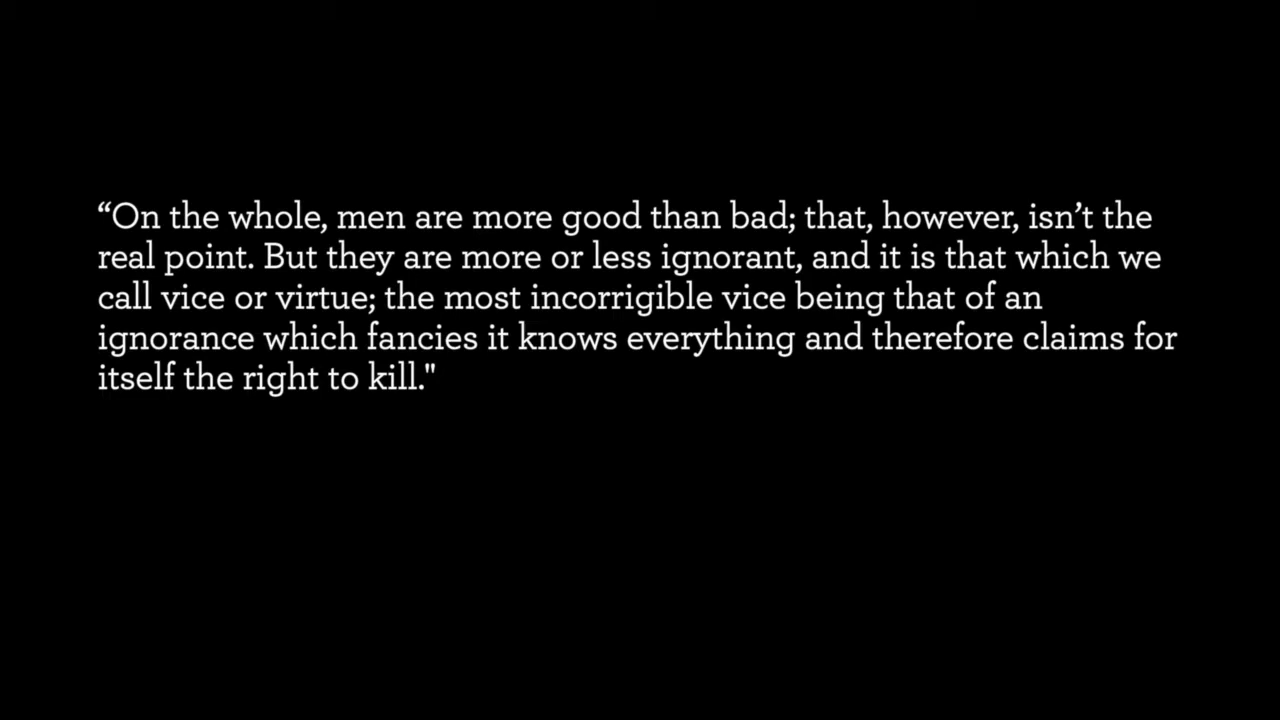 “On the whole, men are more good than bad; that, however, isn’t the
real point. But they are more or less ignorant, and it is that which we
call vice or virtue; the most incorrigible vice being that of an
ignorance which fancies it knows everything and therefore claims for
itself the right to kill."